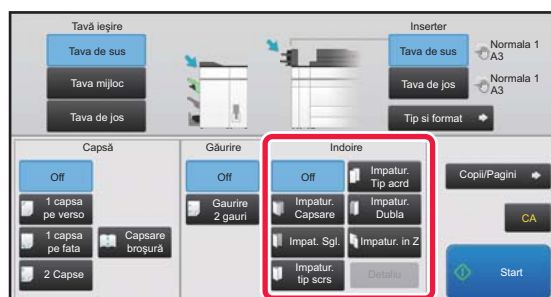 Tavă ieşire
Inserter
Tava de sus
Tava de sus
Normala 1
A3
Tava mijloc
Tava de jos
Normala 1
A3
Tava de jos
Tip si format
Capsă
Găurire
Indoire
Off
Off
Off
Impatur.
Tip acrd
Copii/Pagini
1 capsa
pe verso
Gaurire
2 gauri
Impatur.
Capsare
Impatur.
Dubla
CA
1 capsa
pe fata
Capsare
broşură
Impat. Sgl.
Impatur. in Z
2 Capse
Impatur.
tip scrs
Detaliu
Start